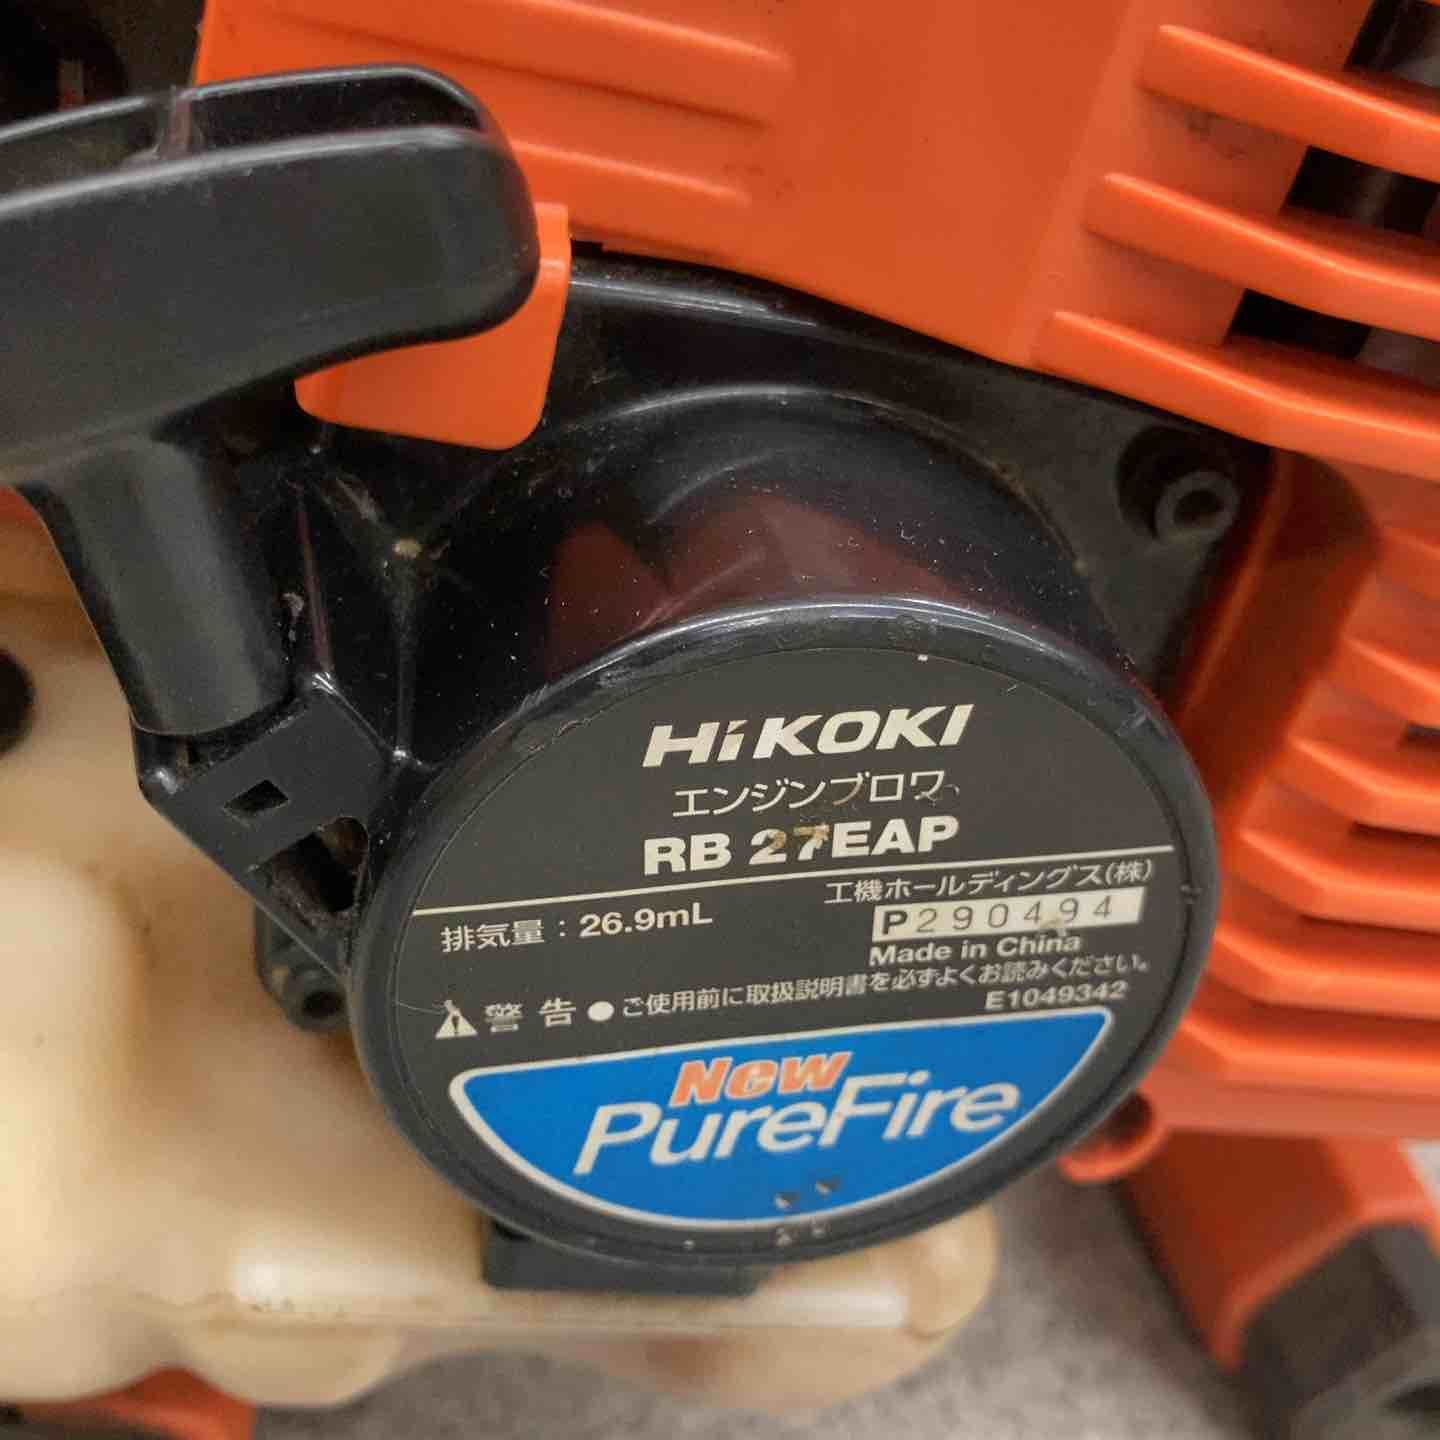 HiKOKI
エンジンブロワ
RB 27EAP
工機ホールディングス(株)
排気量：26.9mL
P290494
Made in China
警告 ●ご使用前に取扱説明書を必ずよくお読みください。
E1049342
New
PureFire